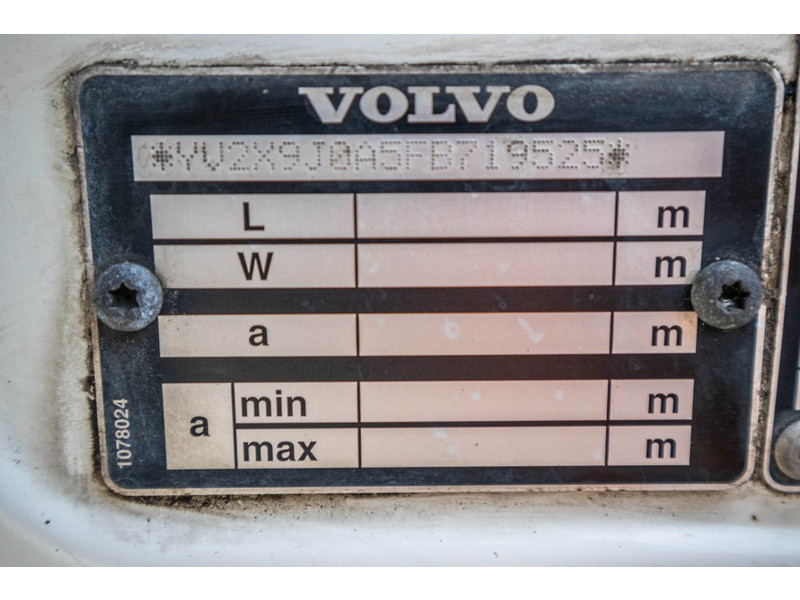 VOLVO
*YV2X9J0A5FB719525*
L m
W m
a m
a min m
max m
1078024